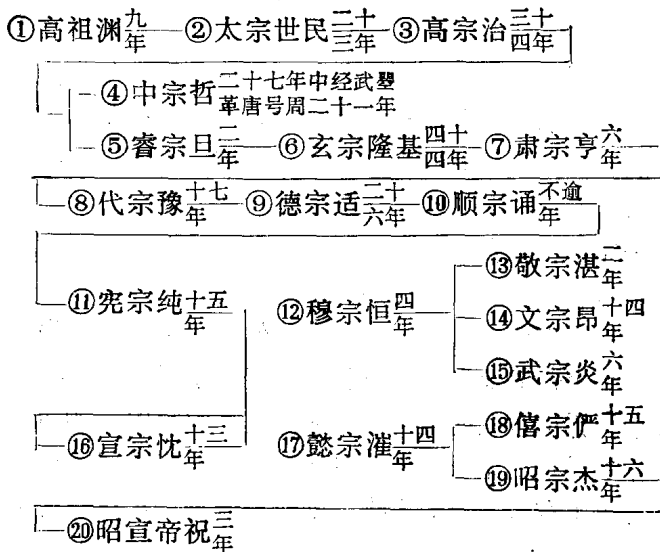 ①高祖渊九年 ②太宗世民二十三年 ③高宗治三十四年
④中宗哲二十七年中经武曌革唐号周二十一年
⑤睿宗旦二年 ⑥玄宗隆基四十四年 ⑦肃宗亨六年
⑧代宗豫十七年 ⑨德宗适二十六年 ⑩顺宗诵不逾年
⑬敬宗湛二年
⑪宪宗纯十五年 ⑫穆宗恒四年 ⑭文宗昂十四年
⑮武宗炎六年
⑯宣宗忱十三年 ⑰懿宗漼十四年 ⑱僖宗俨十五年
⑲昭宗杰十六年
⑳昭宣帝祝三年